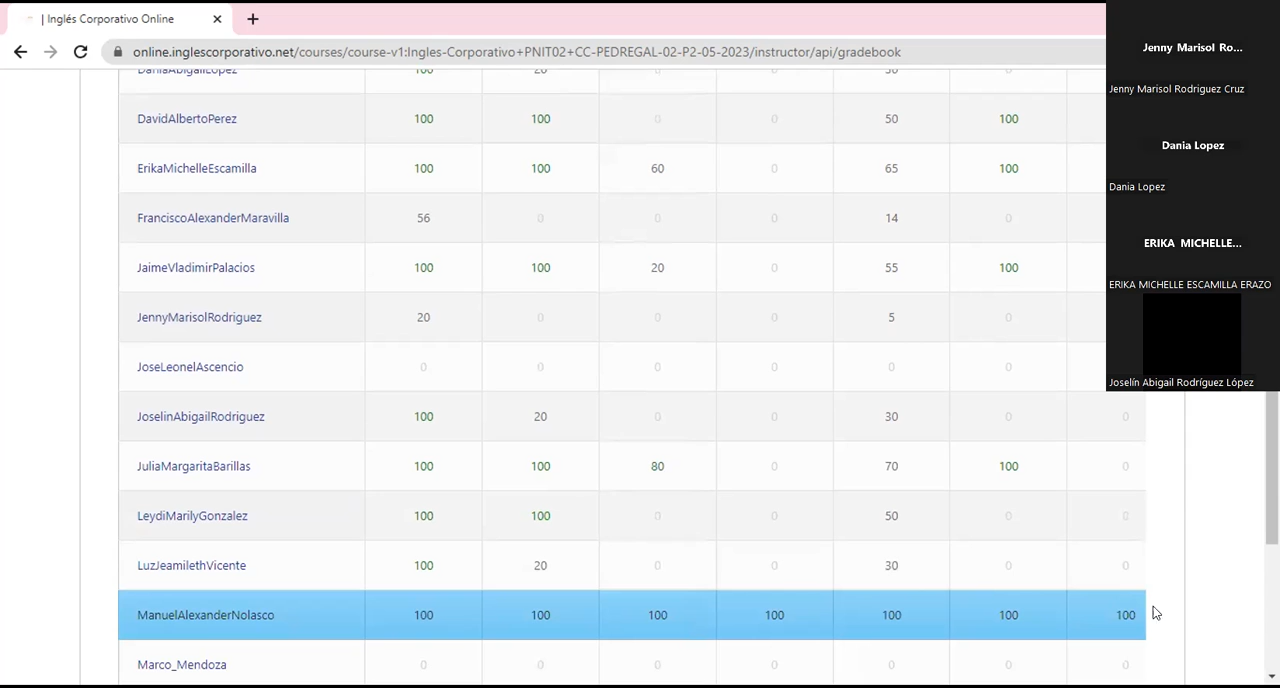 | Inglés Corporativo Online
online.inglescorporativo.net/courses/course-v1:Ingles-Corporativo+PNIT02+CC-PEDREGAL-02-P2-05-2023/instructor/api/gradebook
DaniaAbigailLopez 100 20 30
DavidAlbertoPerez 100 100 0 0 50 100
ErikaMichelleEscamilla 100 100 60 0 65 100
FranciscoAlexanderMaravilla 56 0 0 0 14 0
JaimeVladimirPalacios 100 100 20 0 55 100
JennyMarisolRodriguez 20 0 0 0 5 0
JoseLeonelAscencio 0 0 0 0 0 0
JoselinAbigailRodriguez 100 20 0 0 30 0 0
JuliaMargaritaBarillas 100 100 80 0 70 100 0
LeydiMarilyGonzalez 100 100 0 0 50 0 0
LuzJeamilethVicente 100 20 0 0 30 0 0
ManuelAlexanderNolasco 100 100 100 100 100 100 100
Marco_Mendoza 0 0 0 0 0 0 0
Jenny Marisol Ro...
Jenny Marisol Rodriguez Cruz
Dania Lopez
Dania Lopez
ERIKA MICHELLE...
ERIKA MICHELLE ESCAMILLA ERAZO
Joselín Abigail Rodríguez López